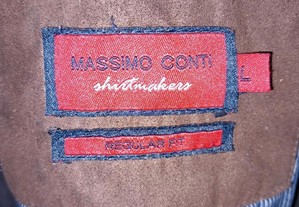 MASSIMO CONTI
shirtmakers
L
REGULAR FIT